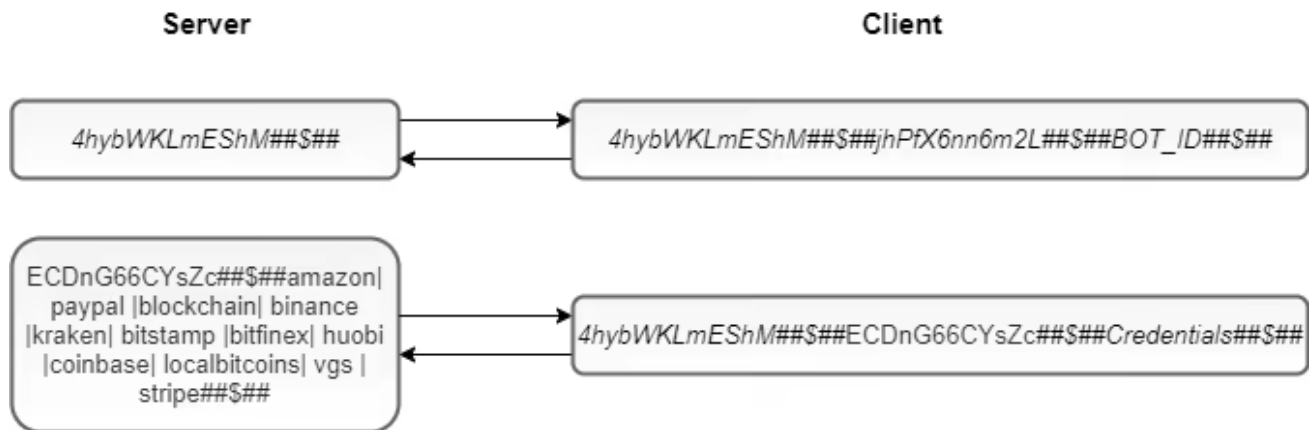 Server
Client
4hybWKLmEShM##$##
4hybWKLmEShM##$##jhPfX6nn6m2L##$##BOT_ID##$##
ECDnG66CYsZc##$##amazon|
paypal |blockchain| binance
|kraken| bitstamp |bitfinex| huobi
|coinbase| localbitcoins| vgs |
stripe##$##
4hybWKLmEShM##$##ECDnG66CYsZc##$##Credentials##$##